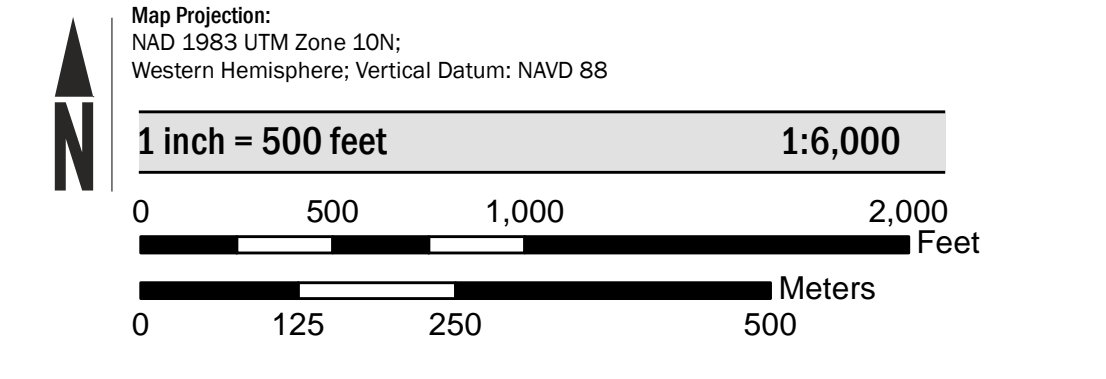 Map Projection:
NAD 1983 UTM Zone 10N;
Western Hemisphere; Vertical Datum: NAVD 88
N
1 inch = 500 feet 1:6,000
0 500 1,000 2,000
Feet
Meters
0 125 250 500